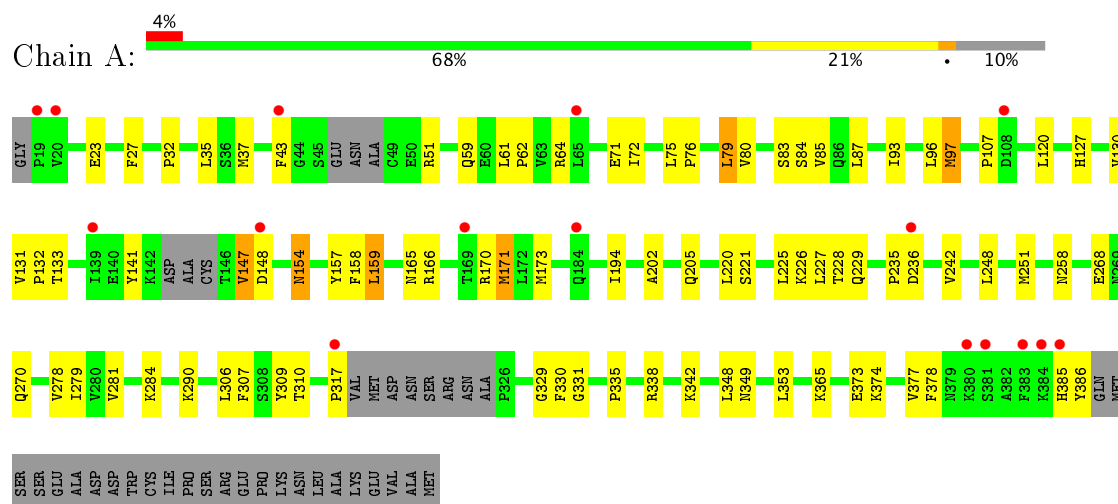 4%
Chain A:
68% 21% • 10%
GLY P19 V20 E23 F27 P32 L35 S36 M37 F43 G44 S45 GLU ASN ALA C49 E50 R51 Q59 E60 L61 P62 V63 R64 L65 E71 I72 L75 P76 L79 V80 S83 S84 V85 Q86 L87 I93 L96 M97 P107 D108 L120 H127
V131 P132 T133 I139 E140 Y141 K142 ASP ALA CYS T146 V147 D148 N154 Y157 F158 L159 N165 R166 T169 R170 M171 L172 M173 Q184 I194 A202 Q205 L220 S221 L225 K226 L227 T228 Q229 P235 D236 V242 L248 M251 N258 E268 N269
Q270 V278 I279 V280 V281 K284 K290 L306 F307 S308 Y309 T310 P317 VAL MET ASP ASN SER ARG ASN ALA P326 G329 F330 G331 P335 R338 K342 L348 N349 L353 K365 E373 K374 V377 F378 N379 K380 S381 A382 F383 K384 H385 Y386 GLN MET
SER SER GLU ALA ASP ASP TRP CYS ILE PRO SER ARG GLU PRO LYS ASN LEU ALA LYS GLU VAL ALA MET